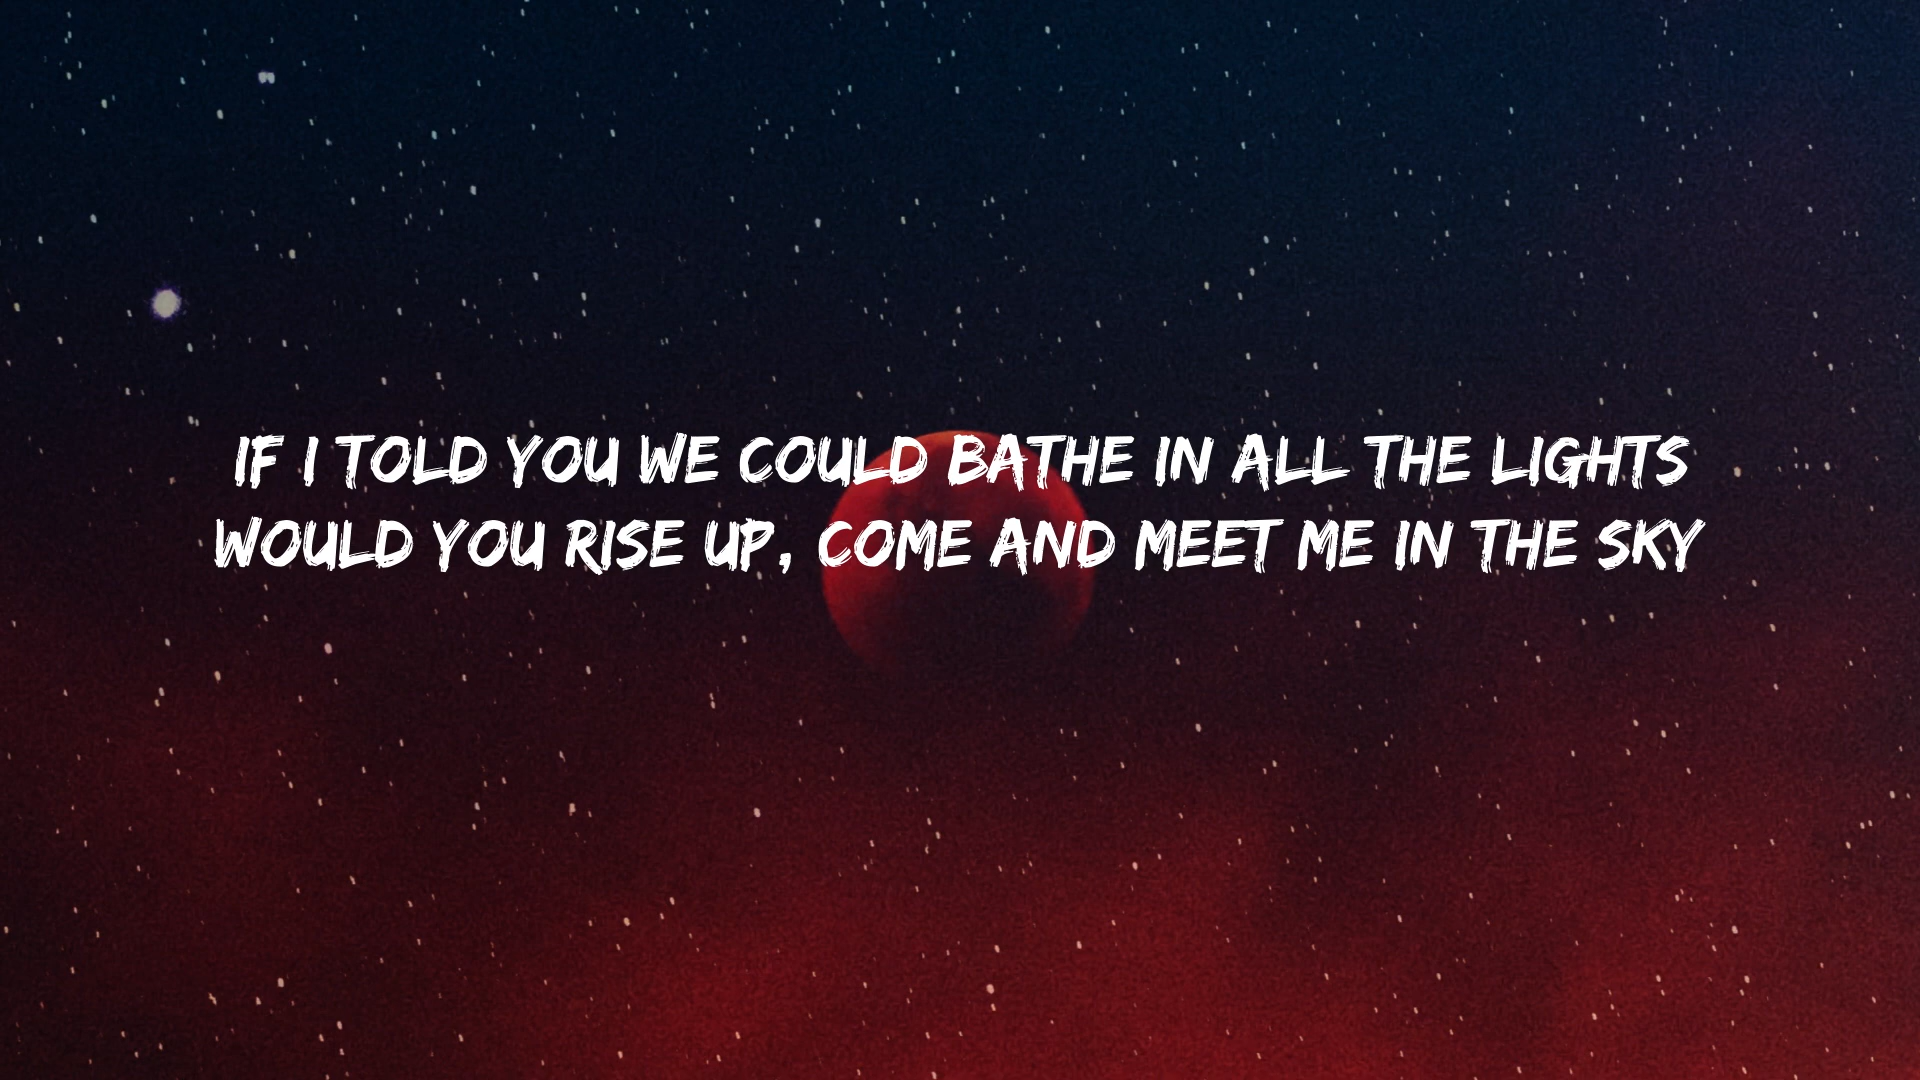 IF I TOLD YOU WE COULD BATHE IN ALL THE LIGHTS
WOULD YOU RISE UP, COME AND MEET ME IN THE SKY